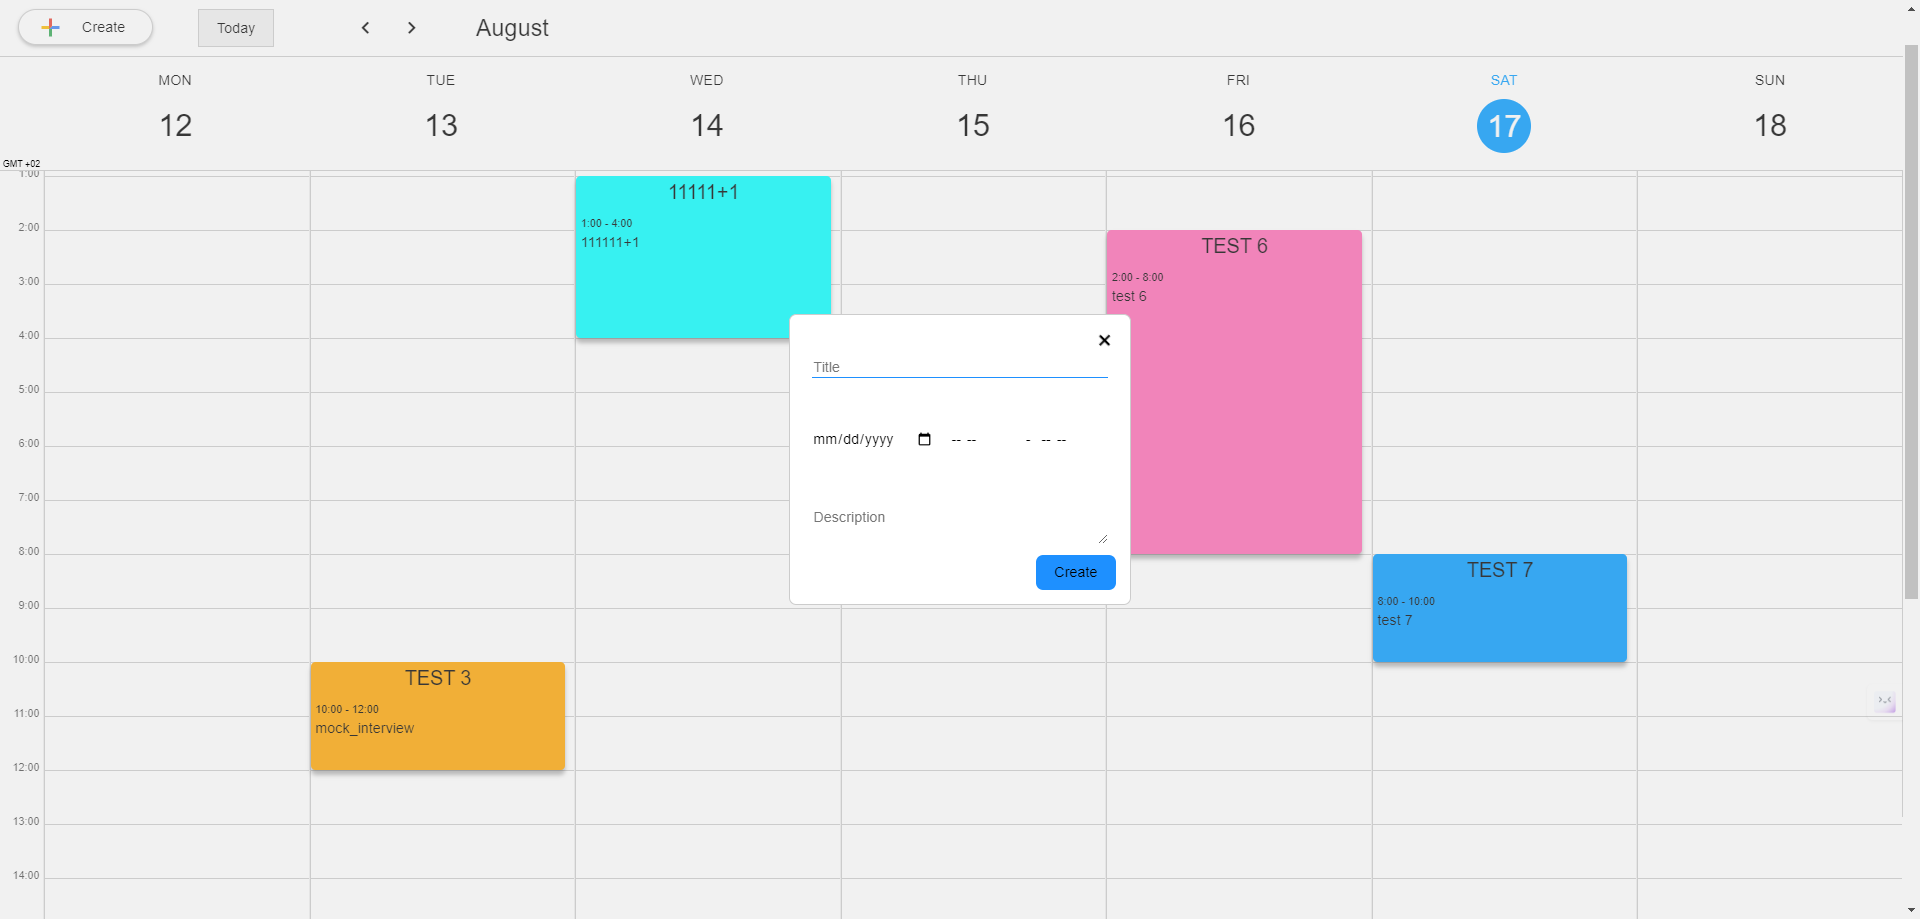 Create
Today
August
MON
TUE
WED
THU
FRI
SAT
SUN
12
13
14
15
16
17
18
GMT +02
1:00
2:00
3:00
4:00
5:00
6:00
7:00
8:00
9:00
10:00
11:00
12:00
13:00
14:00
TEST 3
10:00 - 12:00
mock_interview
11111+1
1:00 - 4:00
111111+1
TEST 6
2:00 - 8:00
test 6
TEST 7
8:00 - 10:00
test 7
Title
mm/dd/yyyy -- -- - -- --
Description
Create